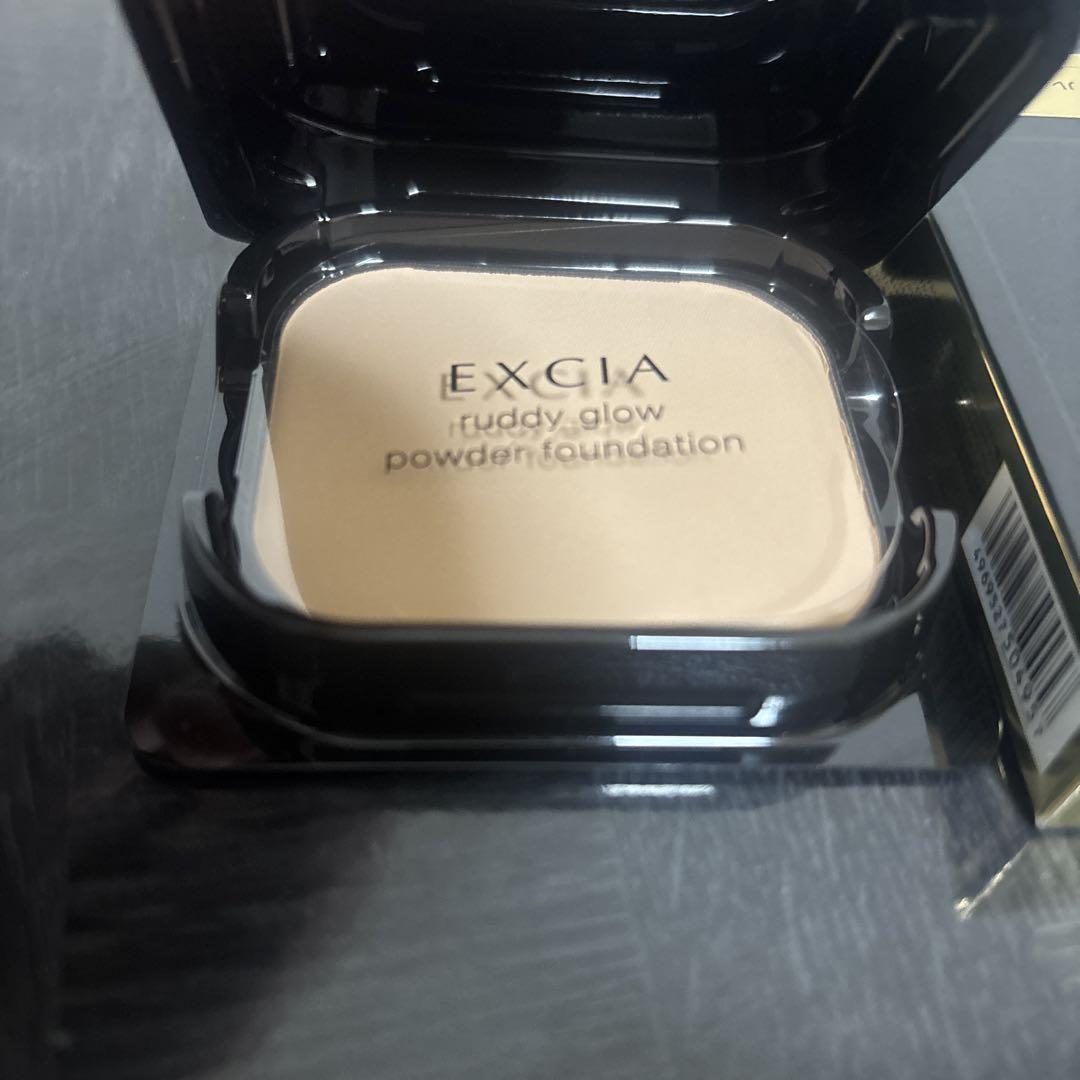 EXCIA
ruddy glow
powder foundation